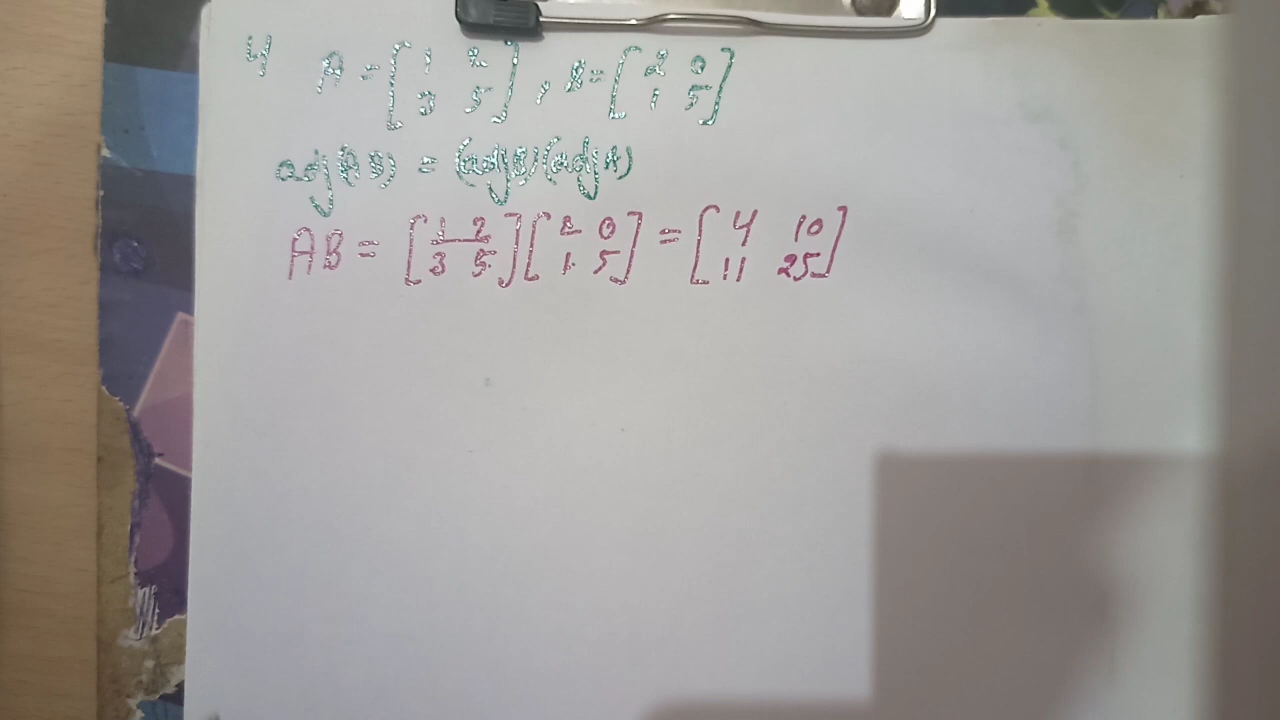 4 A = [1 2 3 5], B = [2 0 1 5]
adj(AB) = (adjB)(adjA)
AB = [1 2 3 5][2 0 1 5] = [4 10 11 25]